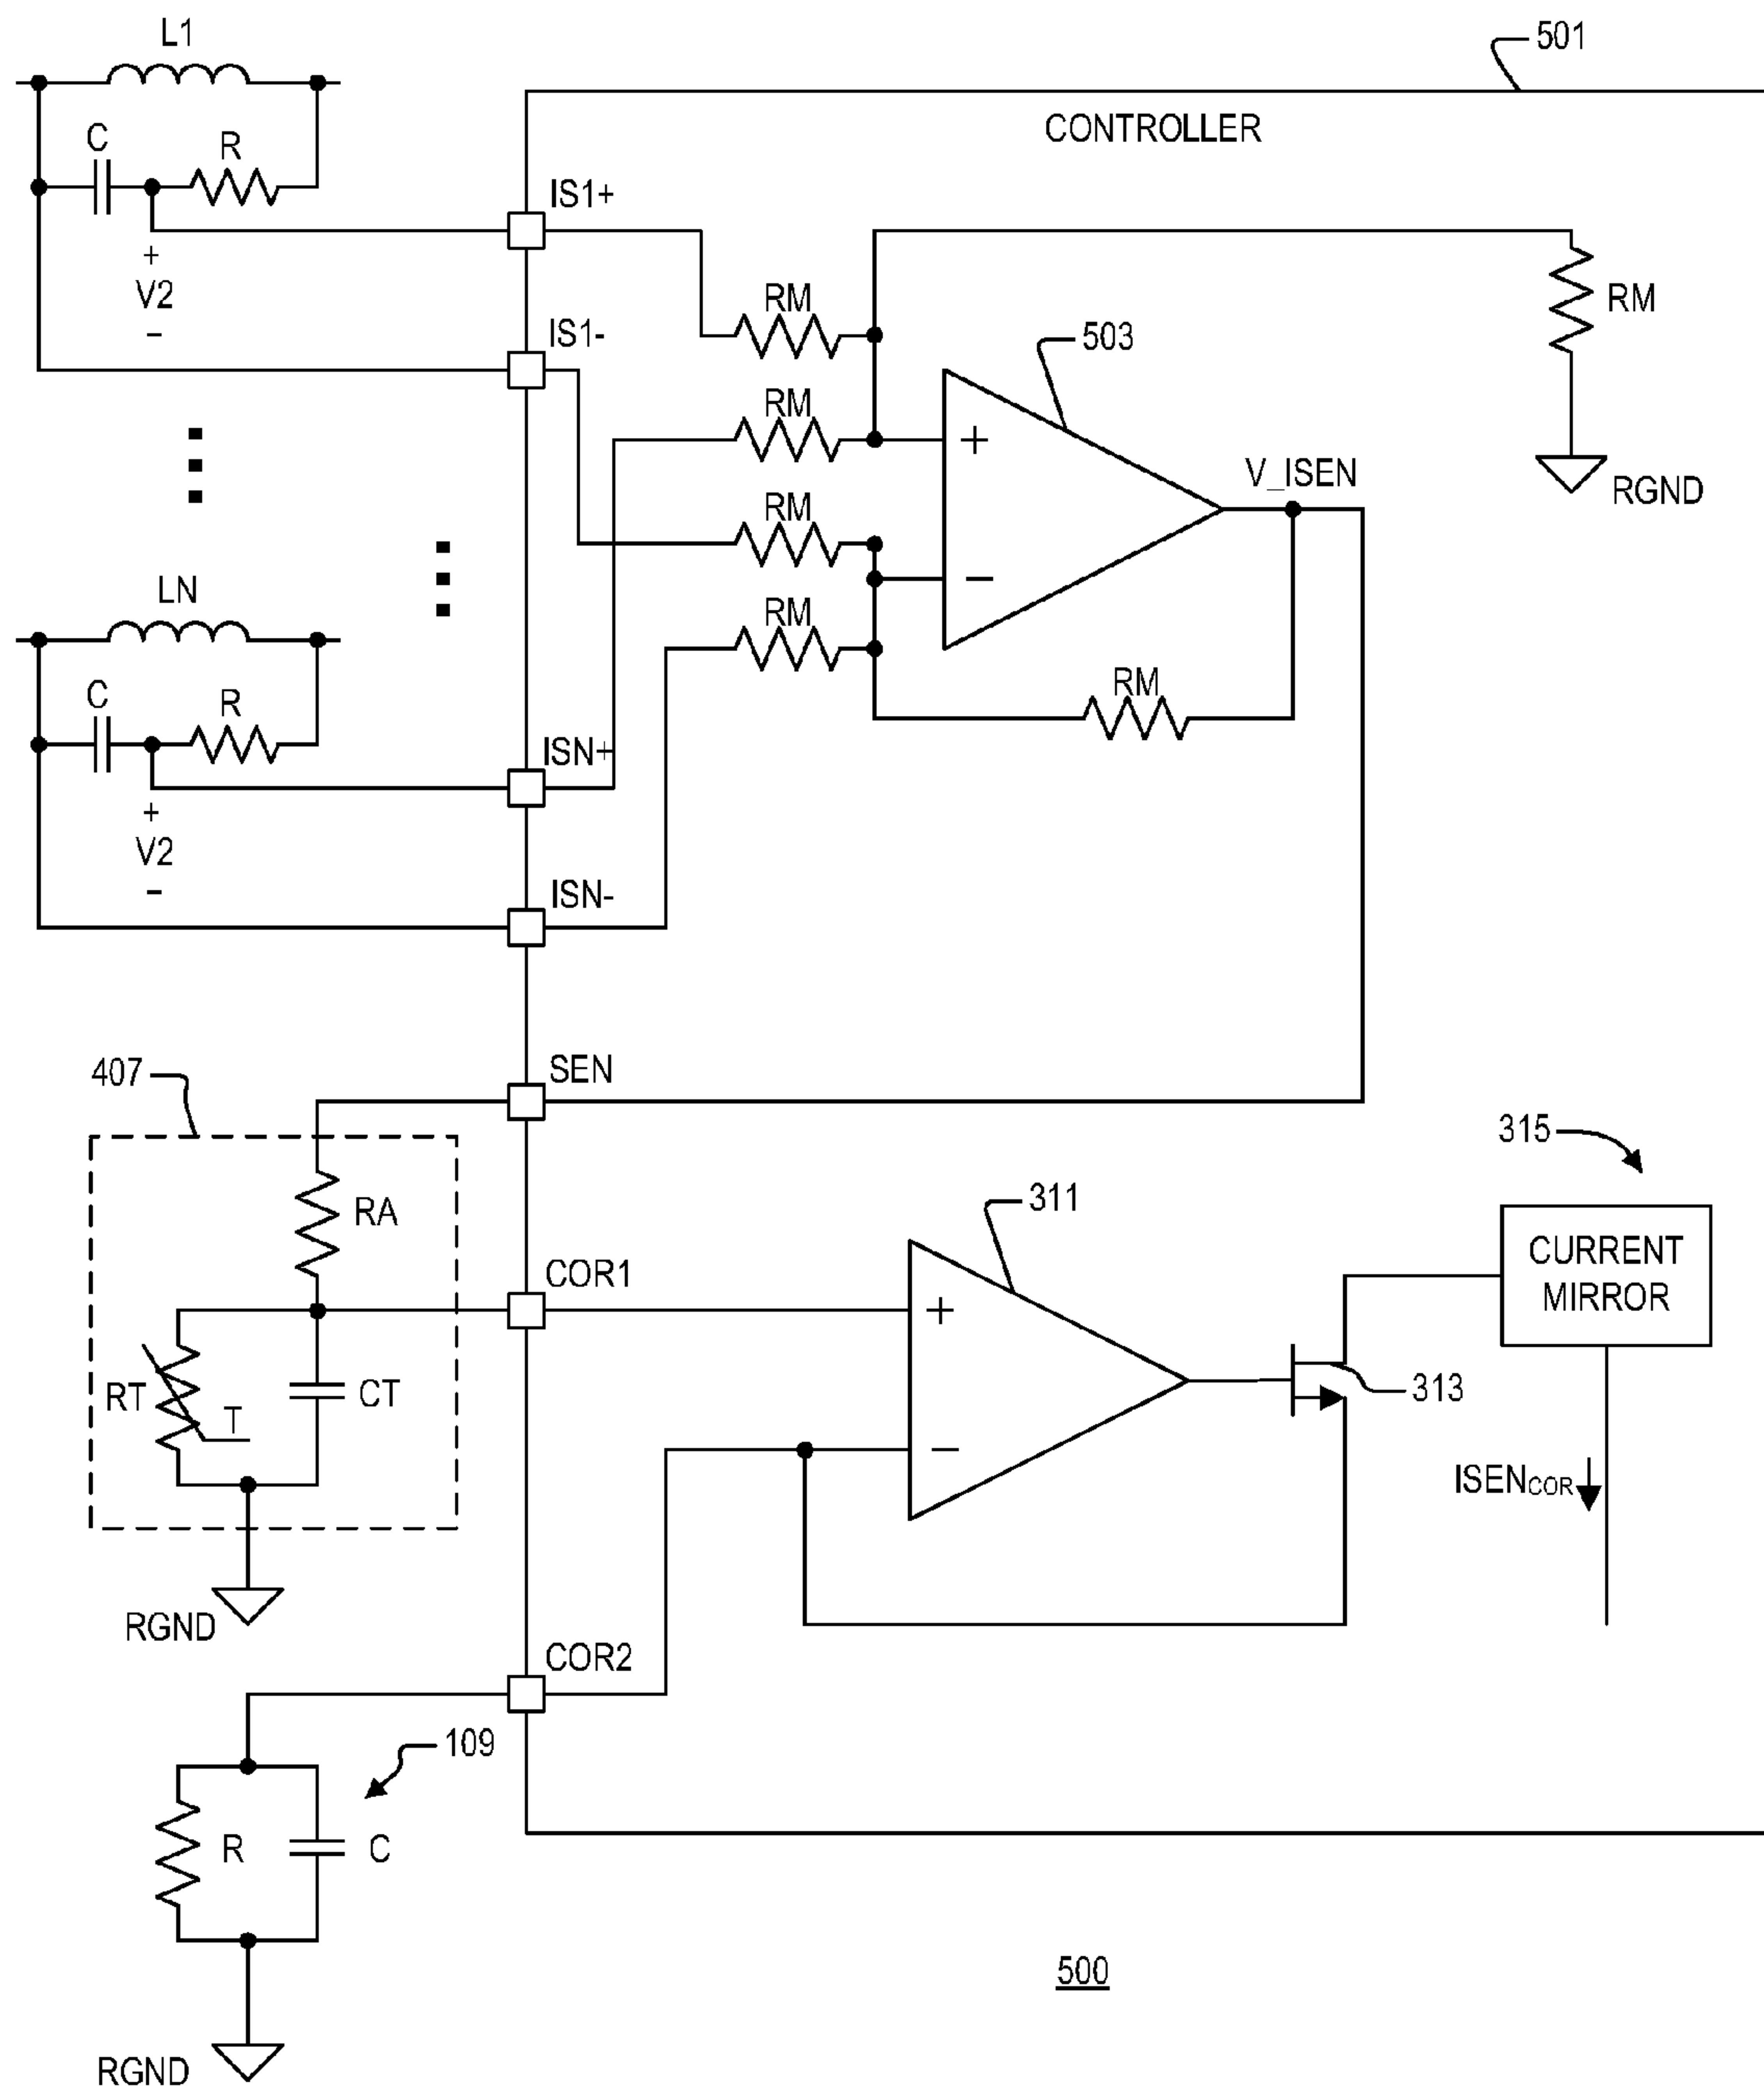 L1
501
CONTROLLER
C
R
IS1+
+
V2
-
IS1-
RM
RM
503
RM
+
V_ISEN
RGND
RM
-
RM
LN
RM
C
R
ISN+
+
V2
-
ISN-
407
SEN
315
RA
311
CURRENT
MIRROR
COR1
+
RT
T
CT
313
-
ISENCOR
RGND
COR2
109
R
C
500
RGND